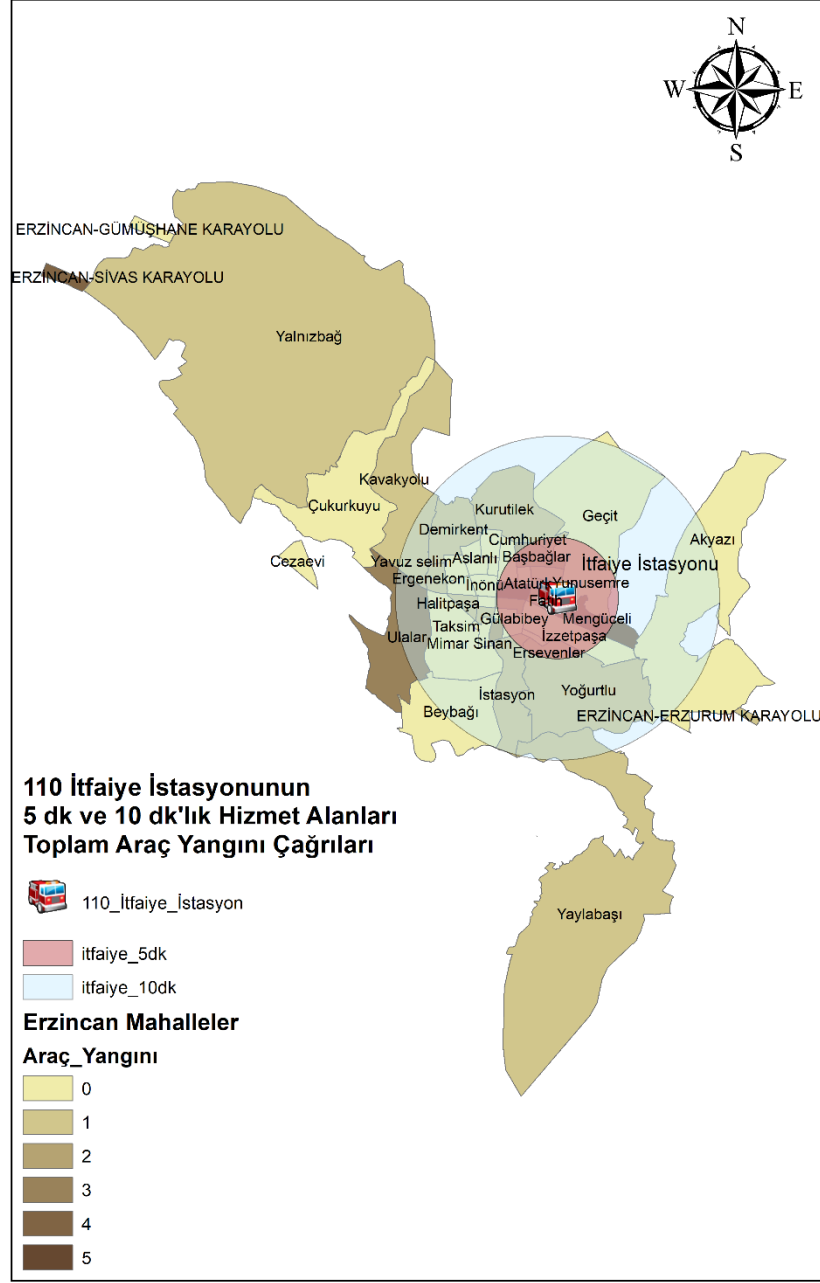 N
W E
S
ERZİNCAN-GÜMÜŞHANE KARAYOLU
ERZİNCAN-SİVAS KARAYOLU
Yalnızbağ
Kavakyolu
Çukurkuyu
Kurutilek
Geçit
Demirkent
Cumhuriyet
Akyazı
Cezaevi
Yavuz selim
Aslanlı
Başbağlar
İtfaiye İstasyonu
Ergenekon
İnönü
Atatürk
Yunusemre
Halitpaşa
Fatih
Taksim
Gülabibey
Mengüceli
Ulalar
Mimar Sinan
İzzetpaşa
Ersevenler
İstasyon
Yoğurtlu
Beybağı
ERZİNCAN-ERZURUM KARAYOLU
110 İtfaiye İstasyonunun
5 dk ve 10 dk'lık Hizmet Alanları
Toplam Araç Yangını Çağrıları
110_İtfaiye_İstasyon
Yaylabaşı
itfaiye_5dk
itfaiye_10dk
Erzincan Mahalleler
Araç_Yangını
0
1
2
3
4
5